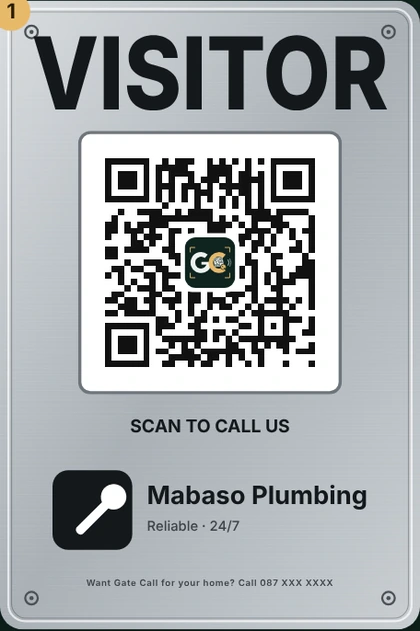 1
VISITOR
GC
SCAN TO CALL US
Mabaso Plumbing
Reliable · 24/7
Want Gate Call for your home? Call 087 XXX XXXX